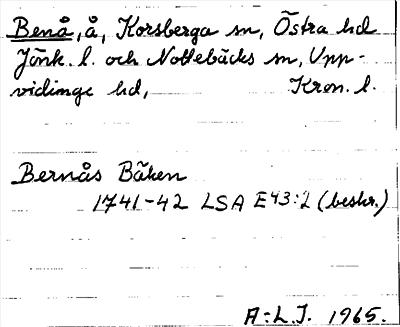 Benå, å, Korsberga sn, Östra hd
Jönk. l. och Nottebäcks sn, Upp-
vidinge hd, Kron. l.
Bernås Bäken
1741-42 LSA E43:2 (beskr.)
A:L.J. 1965.